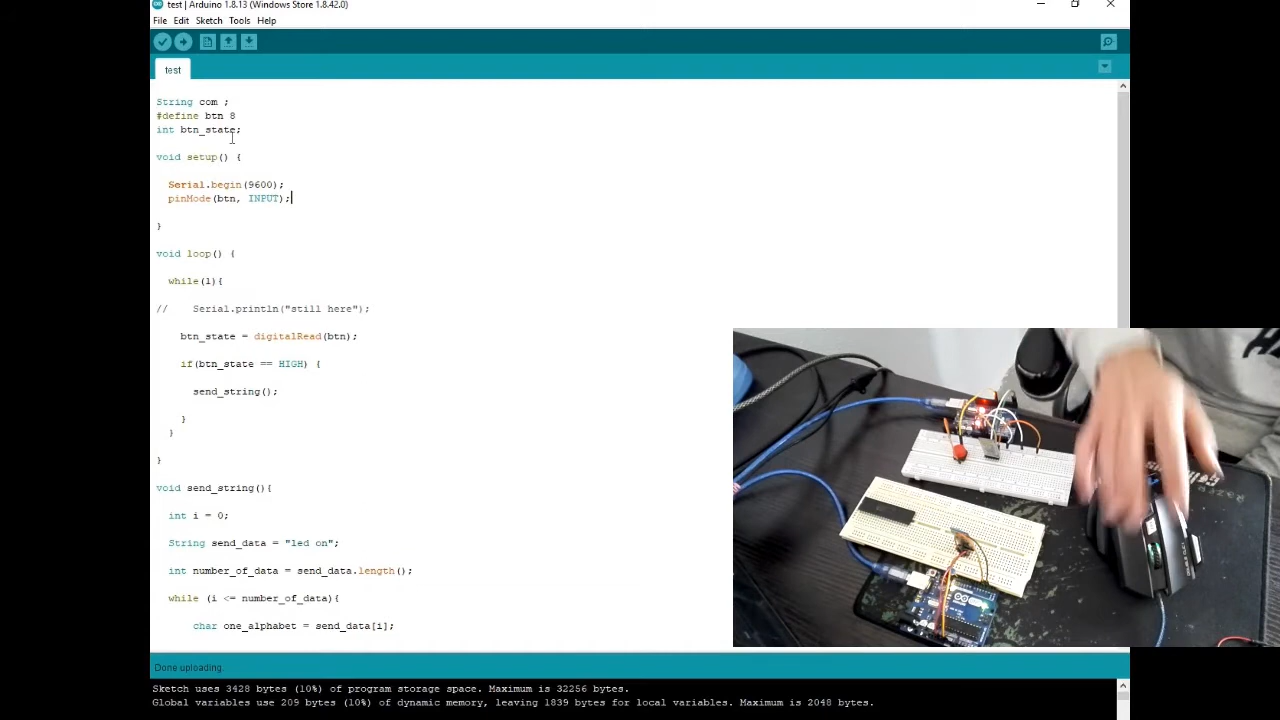 test | Arduino 1.8.13 (Windows Store 1.8.42.0)
File Edit Sketch Tools Help
test
String com ;
#define btn 8
int btn_state;
void setup() {
Serial.begin(9600);
pinMode(btn, INPUT);
}
void loop() {
while(1){
// Serial.println("still here");
btn_state = digitalRead(btn);
if(btn_state == HIGH) {
send_string();
}
}
}
void send_string(){
int i = 0;
String send_data = "led on";
int number_of_data = send_data.length();
while (i <= number_of_data){
char one_alphabet = send_data[i];
Done uploading.
Sketch uses 3428 bytes (10%) of program storage space. Maximum is 32256 bytes.
Global variables use 209 bytes (10%) of dynamic memory, leaving 1839 bytes for local variables. Maximum is 2048 bytes.